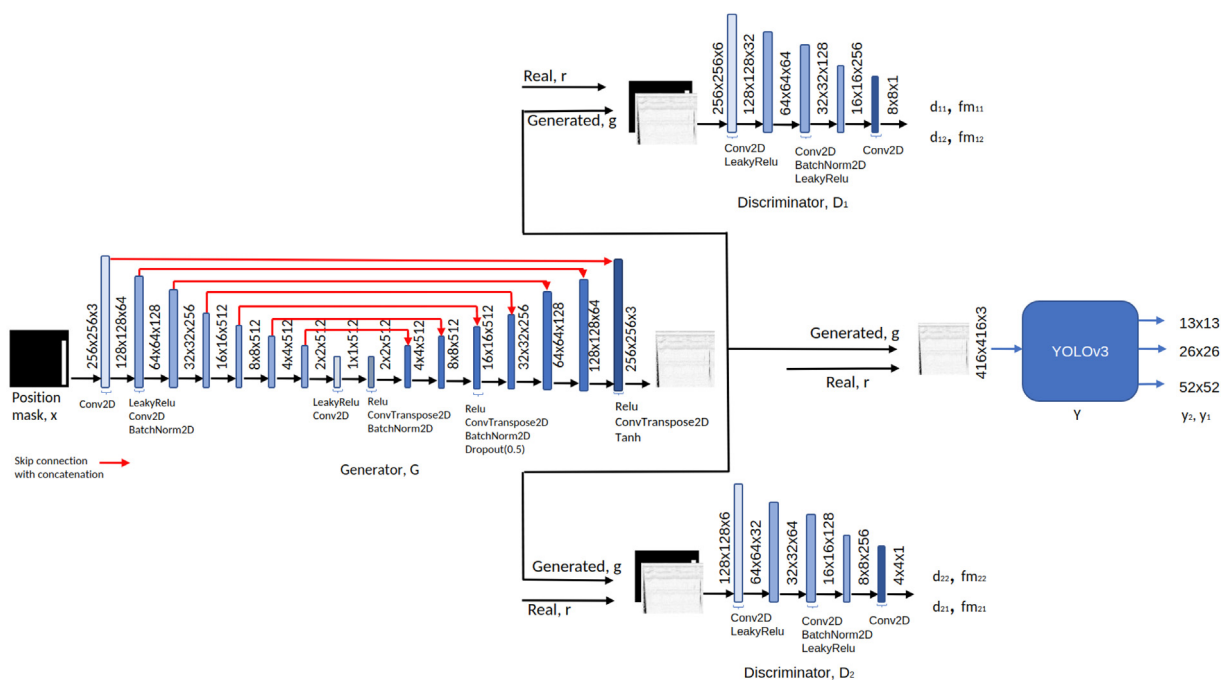 Real, r
Generated, g
256x256x6
128x128x32
64x64x64
32x32x128
16x16x256
8x8x1
d₁₁, fm₁₁
d₁₂, fm₁₂
Conv2D
LeakyRelu
Conv2D
BatchNorm2D
LeakyRelu
Conv2D
Discriminator, D₁
Position
mask, x
256x256x3
128x128x64
64x64x128
32x32x256
16x16x512
8x8x512
4x4x512
2x2x512
1x1x512
2x2x512
4x4x512
8x8x512
16x16x512
32x32x256
64x64x128
128x128x64
256x256x3
Conv2D
LeakyRelu
Conv2D
BatchNorm2D
LeakyRelu
Conv2D
Relu
ConvTranspose2D
BatchNorm2D
Relu
ConvTranspose2D
BatchNorm2D
Dropout(0.5)
Relu
ConvTranspose2D
Tanh
Skip connection
with concatenation
Generator, G
Generated, g
Real, r
416x416x3
YOLOv3
Y
13x13
26x26
52x52
y₂, y₁
Generated, g
Real, r
128x128x6
64x64x32
32x32x64
16x16x128
8x8x256
4x4x1
d₂₂, fm₂₂
d₂₁, fm₂₁
Conv2D
LeakyRelu
Conv2D
BatchNorm2D
LeakyRelu
Conv2D
Discriminator, D₂